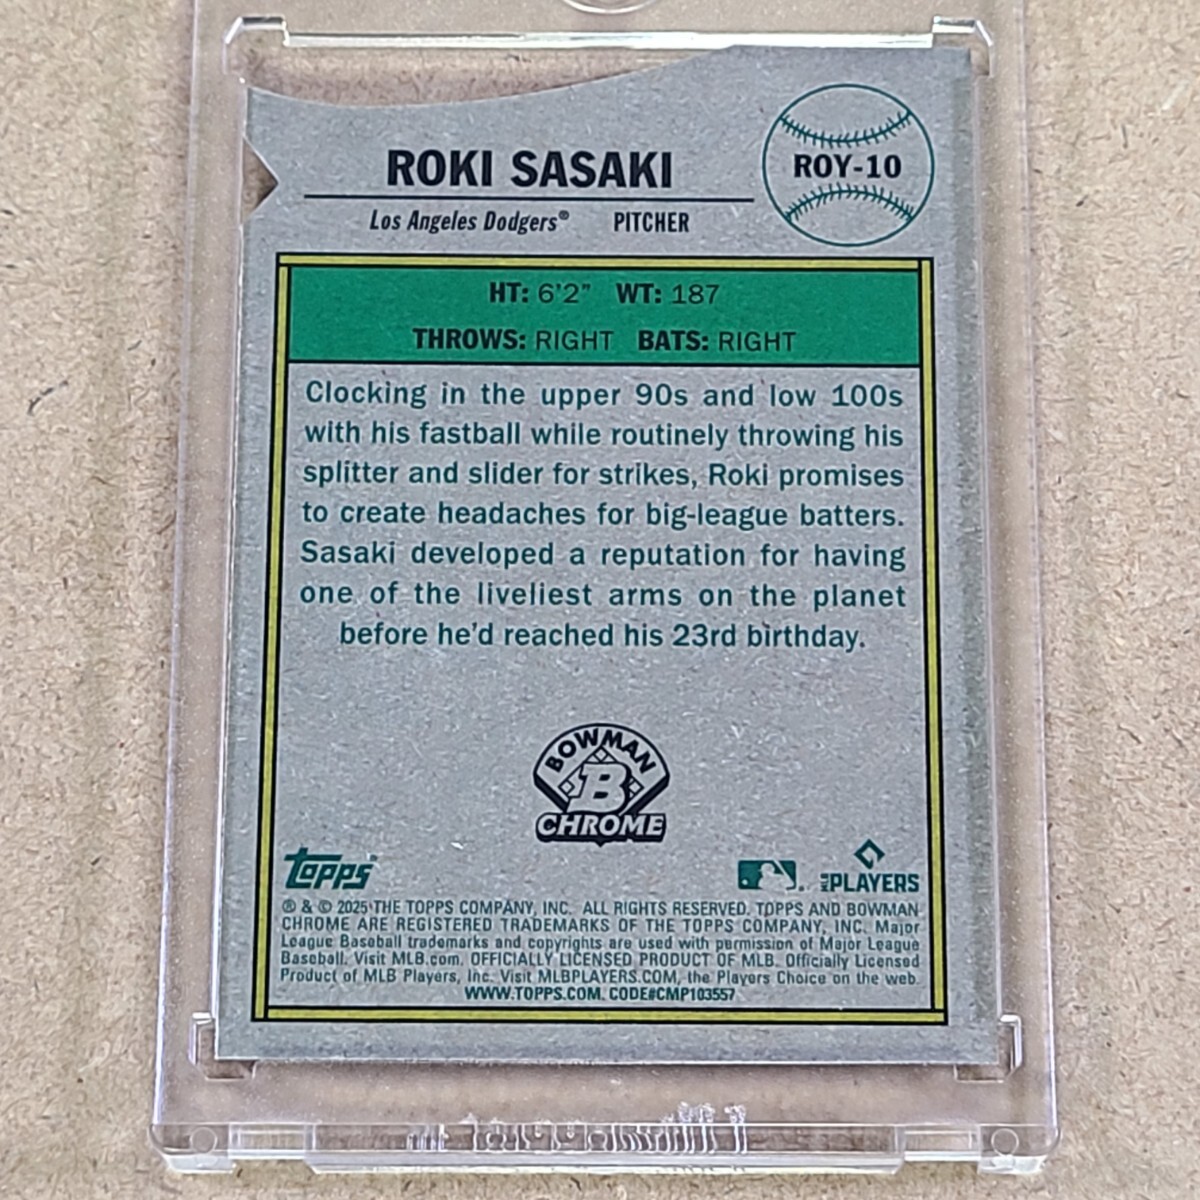 ROKI SASAKI
Los Angeles Dodgers® PITCHER
ROY-10
HT: 6'2" WT: 187
THROWS: RIGHT BATS: RIGHT
Clocking in the upper 90s and low 100s
with his fastball while routinely throwing his
splitter and slider for strikes, Roki promises
to create headaches for big-league batters.
Sasaki developed a reputation for having
one of the liveliest arms on the planet
before he'd reached his 23rd birthday.
BOWMAN
B
CHROME
Topps®
MLB PLAYERS
® & © 2025 THE TOPPS COMPANY, INC. ALL RIGHTS RESERVED. TOPPS AND BOWMAN
CHROME ARE REGISTERED TRADEMARKS OF THE TOPPS COMPANY, INC. Major
League Baseball trademarks and copyrights are used with permission of Major League
Baseball. Visit MLB.com. OFFICIALLY LICENSED PRODUCT OF MLB. Officially Licensed
Product of MLB Players, Inc. Visit MLBPLAYERS.COM, the Players Choice on the web.
WWW.TOPPS.COM. CODE#CMP103557